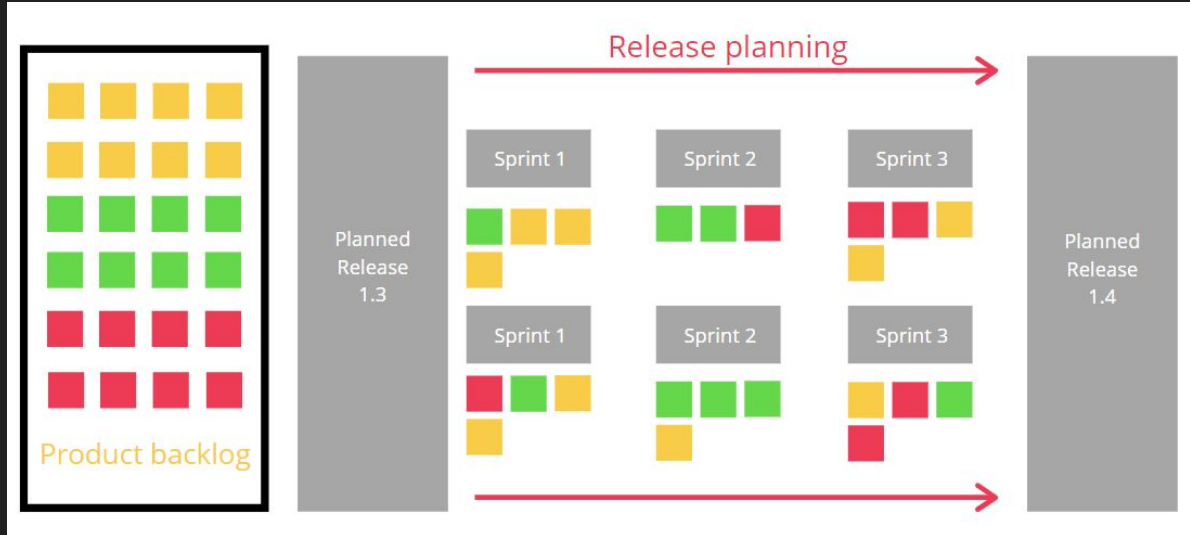 Release planning
Sprint 1
Sprint 2
Sprint 3
Planned
Release
1.3
Planned
Release
1.4
Sprint 1
Sprint 2
Sprint 3
Product backlog